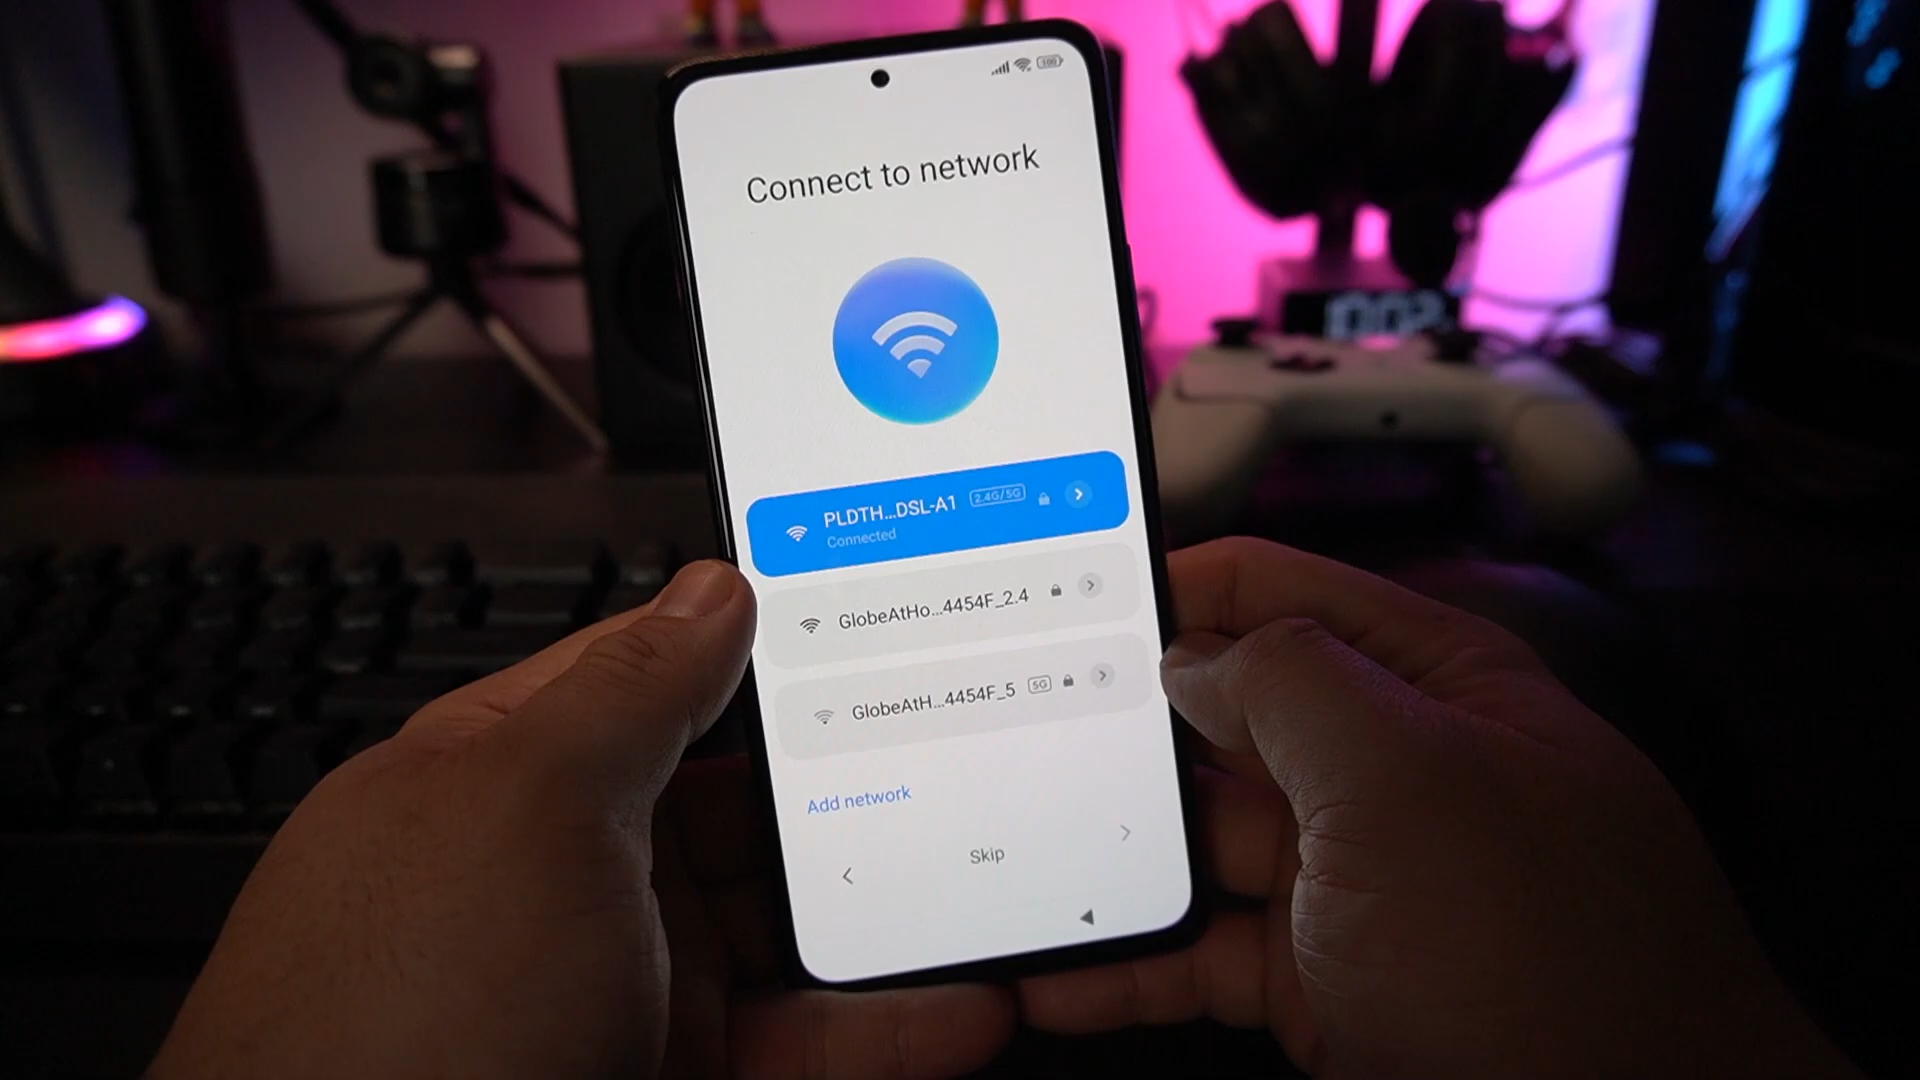 100
Connect to network
PLDTH...DSL-A1 2.4G/5G
Connected
GlobeAtHo...4454F_2.4
GlobeAtH...4454F_5 5G
Add network
Skip